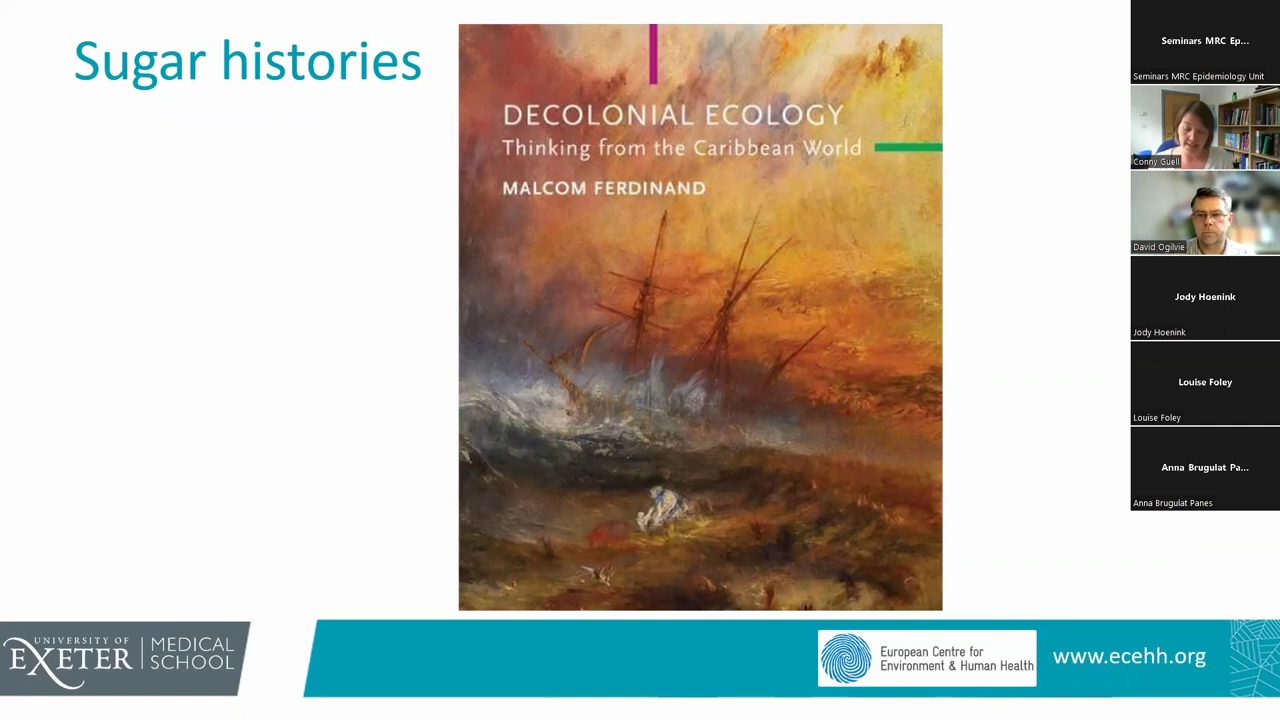 Sugar histories
DECOLONIAL ECOLOGY
Thinking from the Caribbean World
MALCOM FERDINAND
UNIVERSITY OF
EXETER
MEDICAL
SCHOOL
European Centre for
Environment & Human Health
www.ecehh.org
Seminars MRC Ep...
Seminars MRC Epidemiology Unit
Conny Guell
David Ogilvie
Jody Hoenink
Jody Hoenink
Louise Foley
Louise Foley
Anna Brugulat Pa...
Anna Brugulat Panes